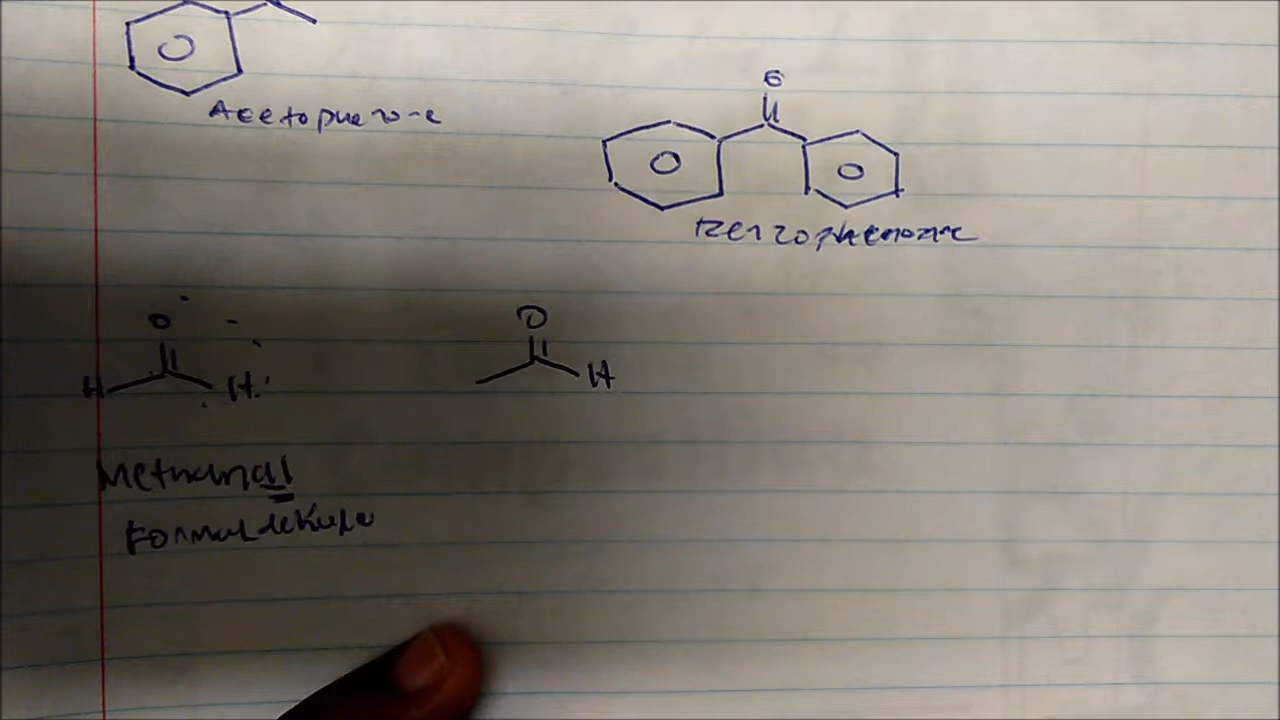 Acetophenone
O
Benzophenone
O
H H
O
H
Methanal
Formaldehyde